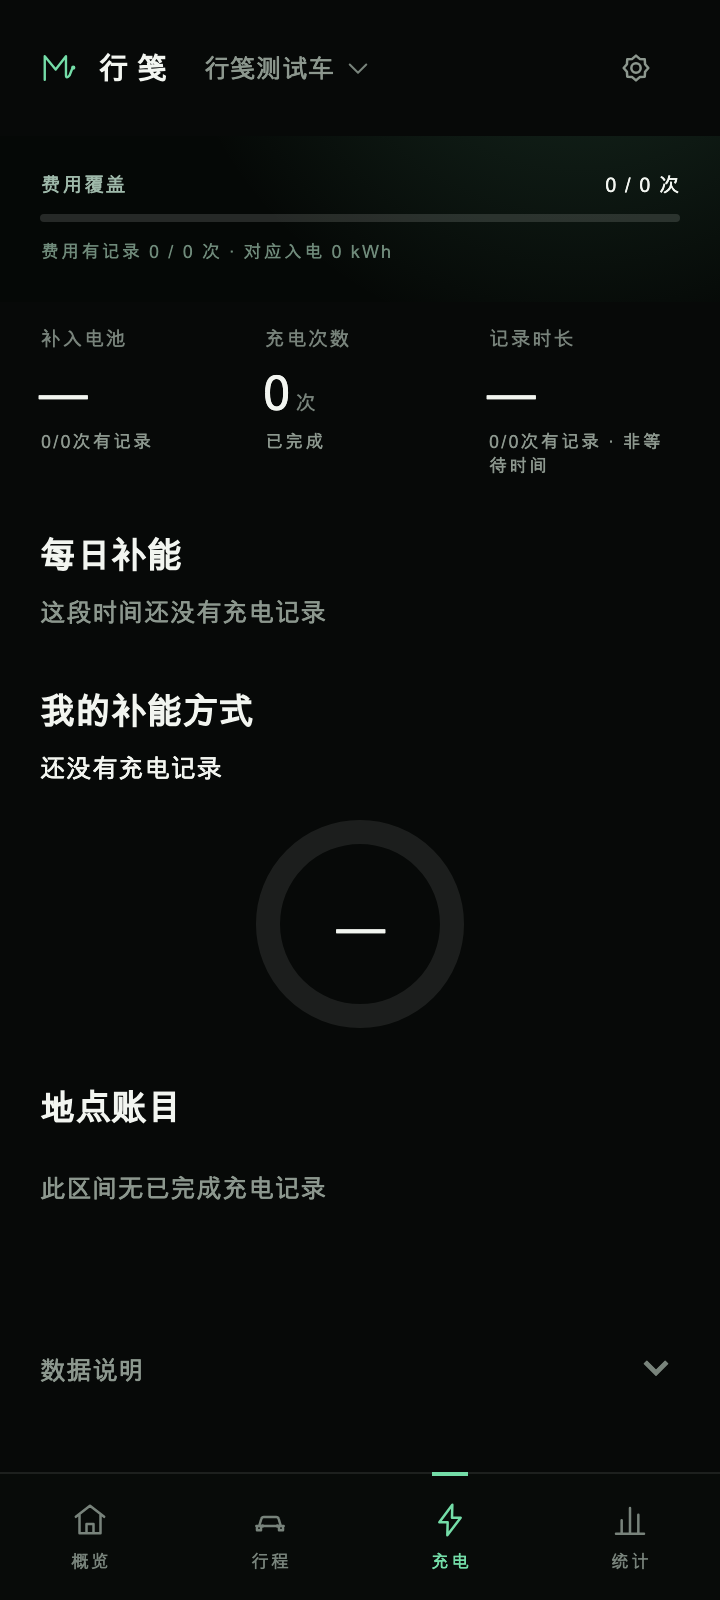 行笺 行笺测试车
费用覆盖 0 / 0 次
费用有记录 0 / 0 次 · 对应入电 0 kWh
补入电池 充电次数 记录时长
— 0 次 —
0/0次有记录 已完成 0/0次有记录 · 非等
待时间
每日补能
这段时间还没有充电记录
我的补能方式
还没有充电记录
—
地点账目
此区间无已完成充电记录
数据说明
概览 行程 充电 统计